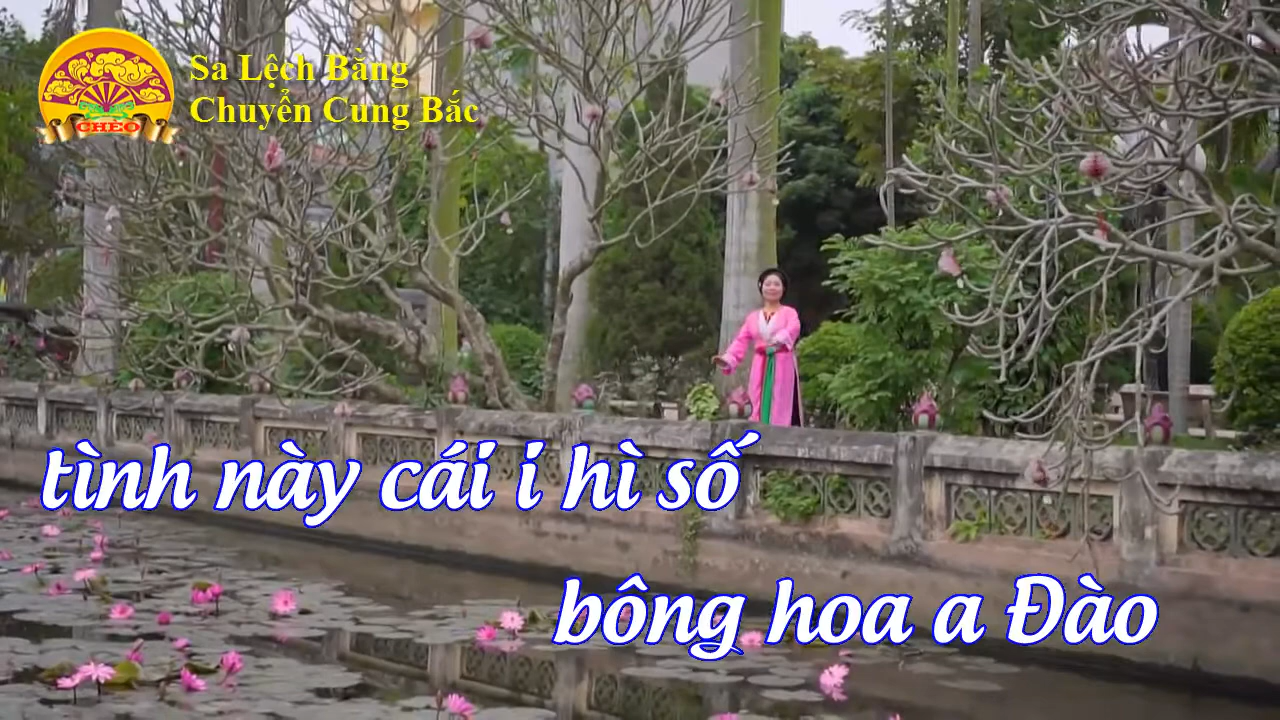 Sa Lệch Bằng
Chuyển Cung Bắc
CHÈO
tình này cái i hì số
bông hoa a Đào